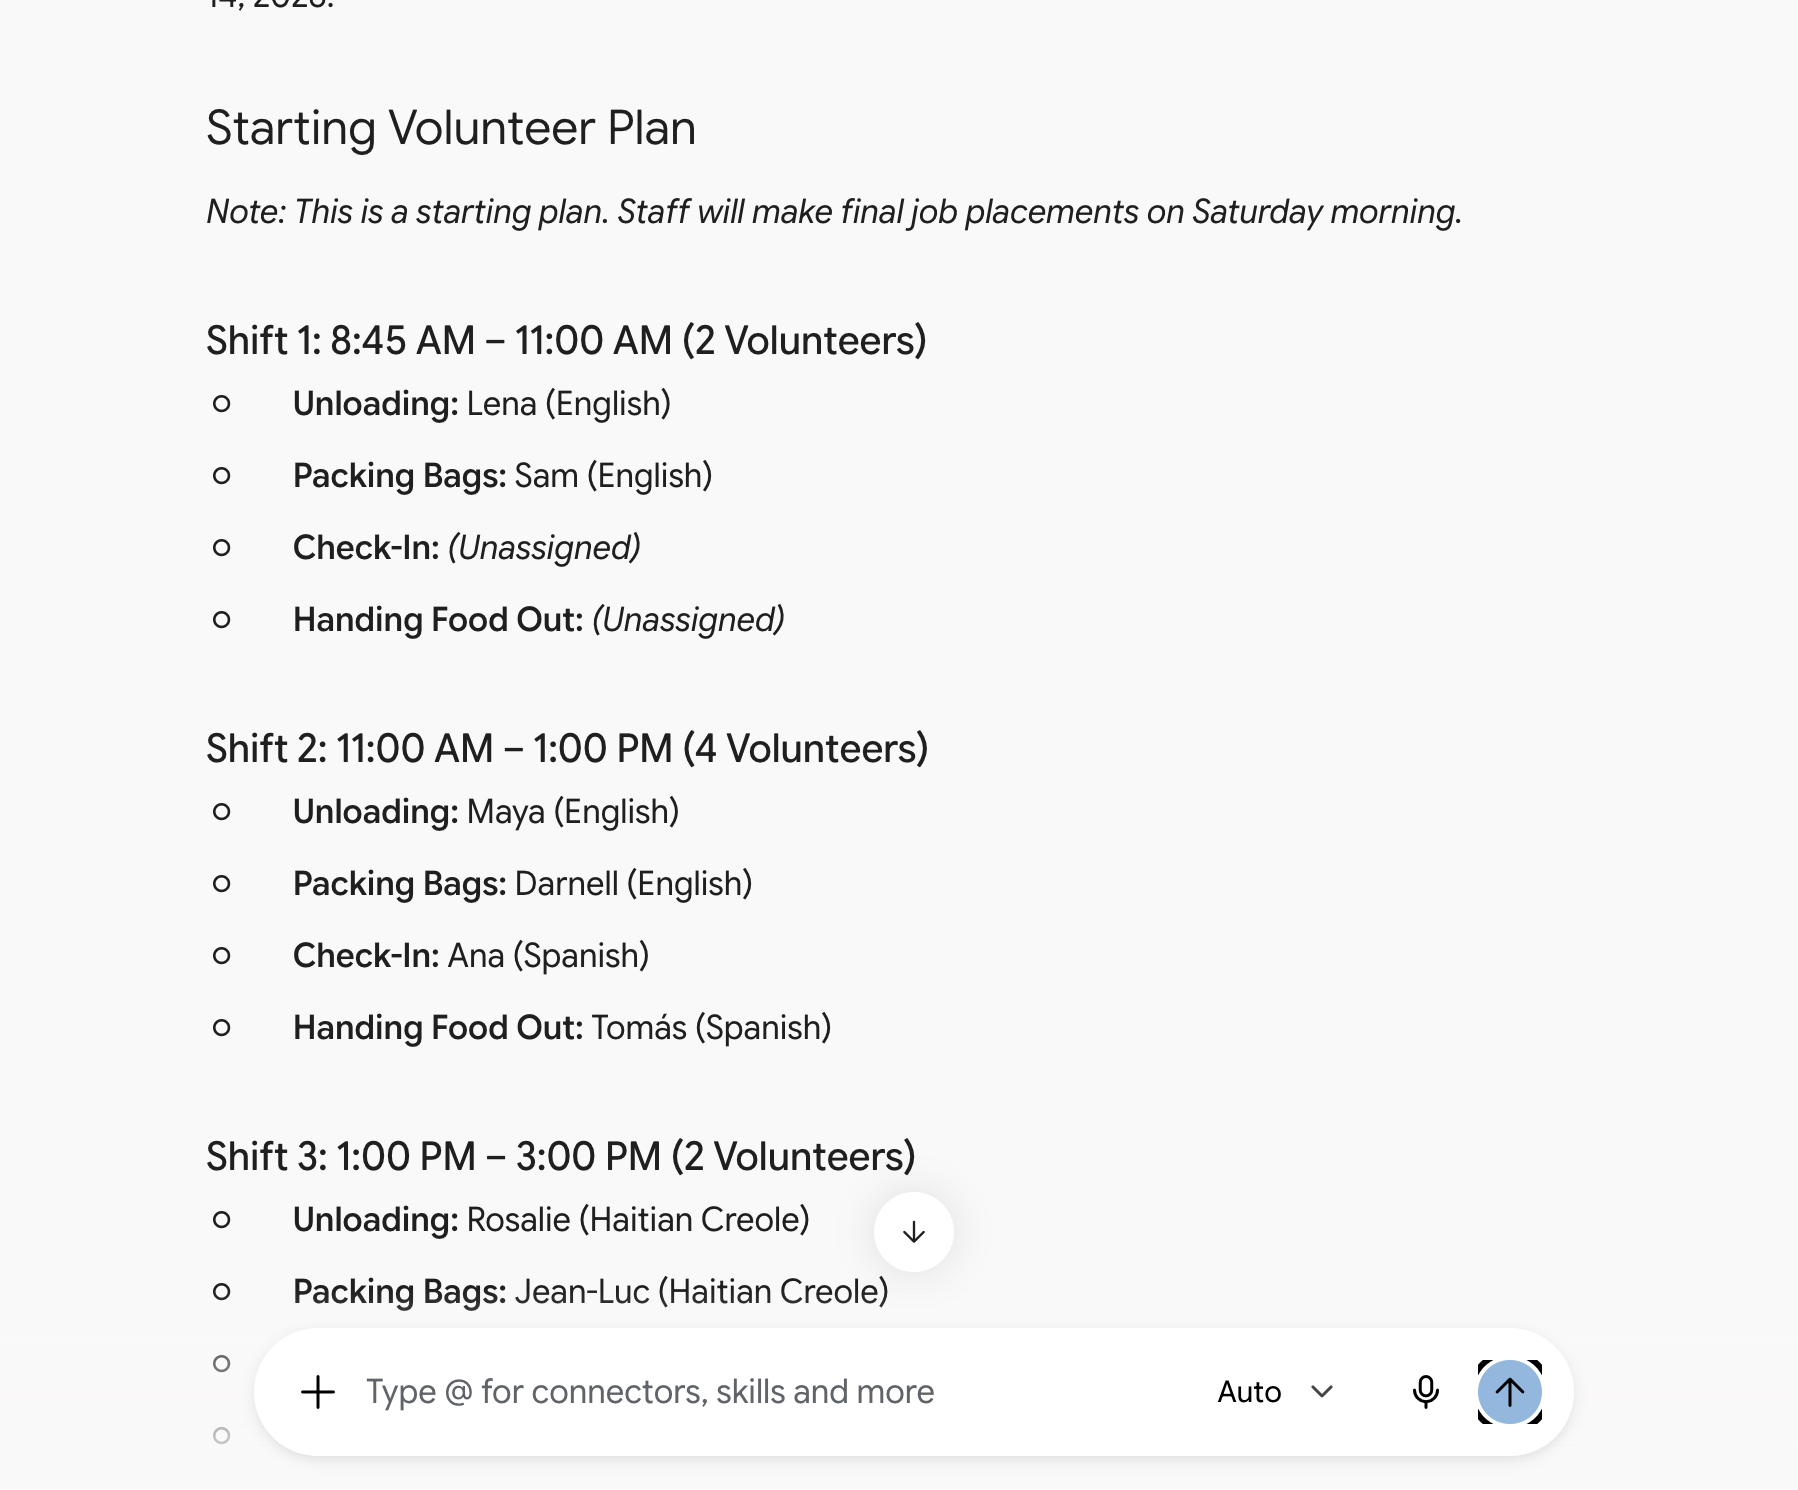 Starting Volunteer Plan
Note: This is a starting plan. Staff will make final job placements on Saturday morning.
Shift 1: 8:45 AM – 11:00 AM (2 Volunteers)
Unloading: Lena (English)
Packing Bags: Sam (English)
Check-In: (Unassigned)
Handing Food Out: (Unassigned)
Shift 2: 11:00 AM – 1:00 PM (4 Volunteers)
Unloading: Maya (English)
Packing Bags: Darnell (English)
Check-In: Ana (Spanish)
Handing Food Out: Tomás (Spanish)
Shift 3: 1:00 PM – 3:00 PM (2 Volunteers)
Unloading: Rosalie (Haitian Creole)
Packing Bags: Jean-Luc (Haitian Creole)
Type @ for connectors, skills and more
Auto